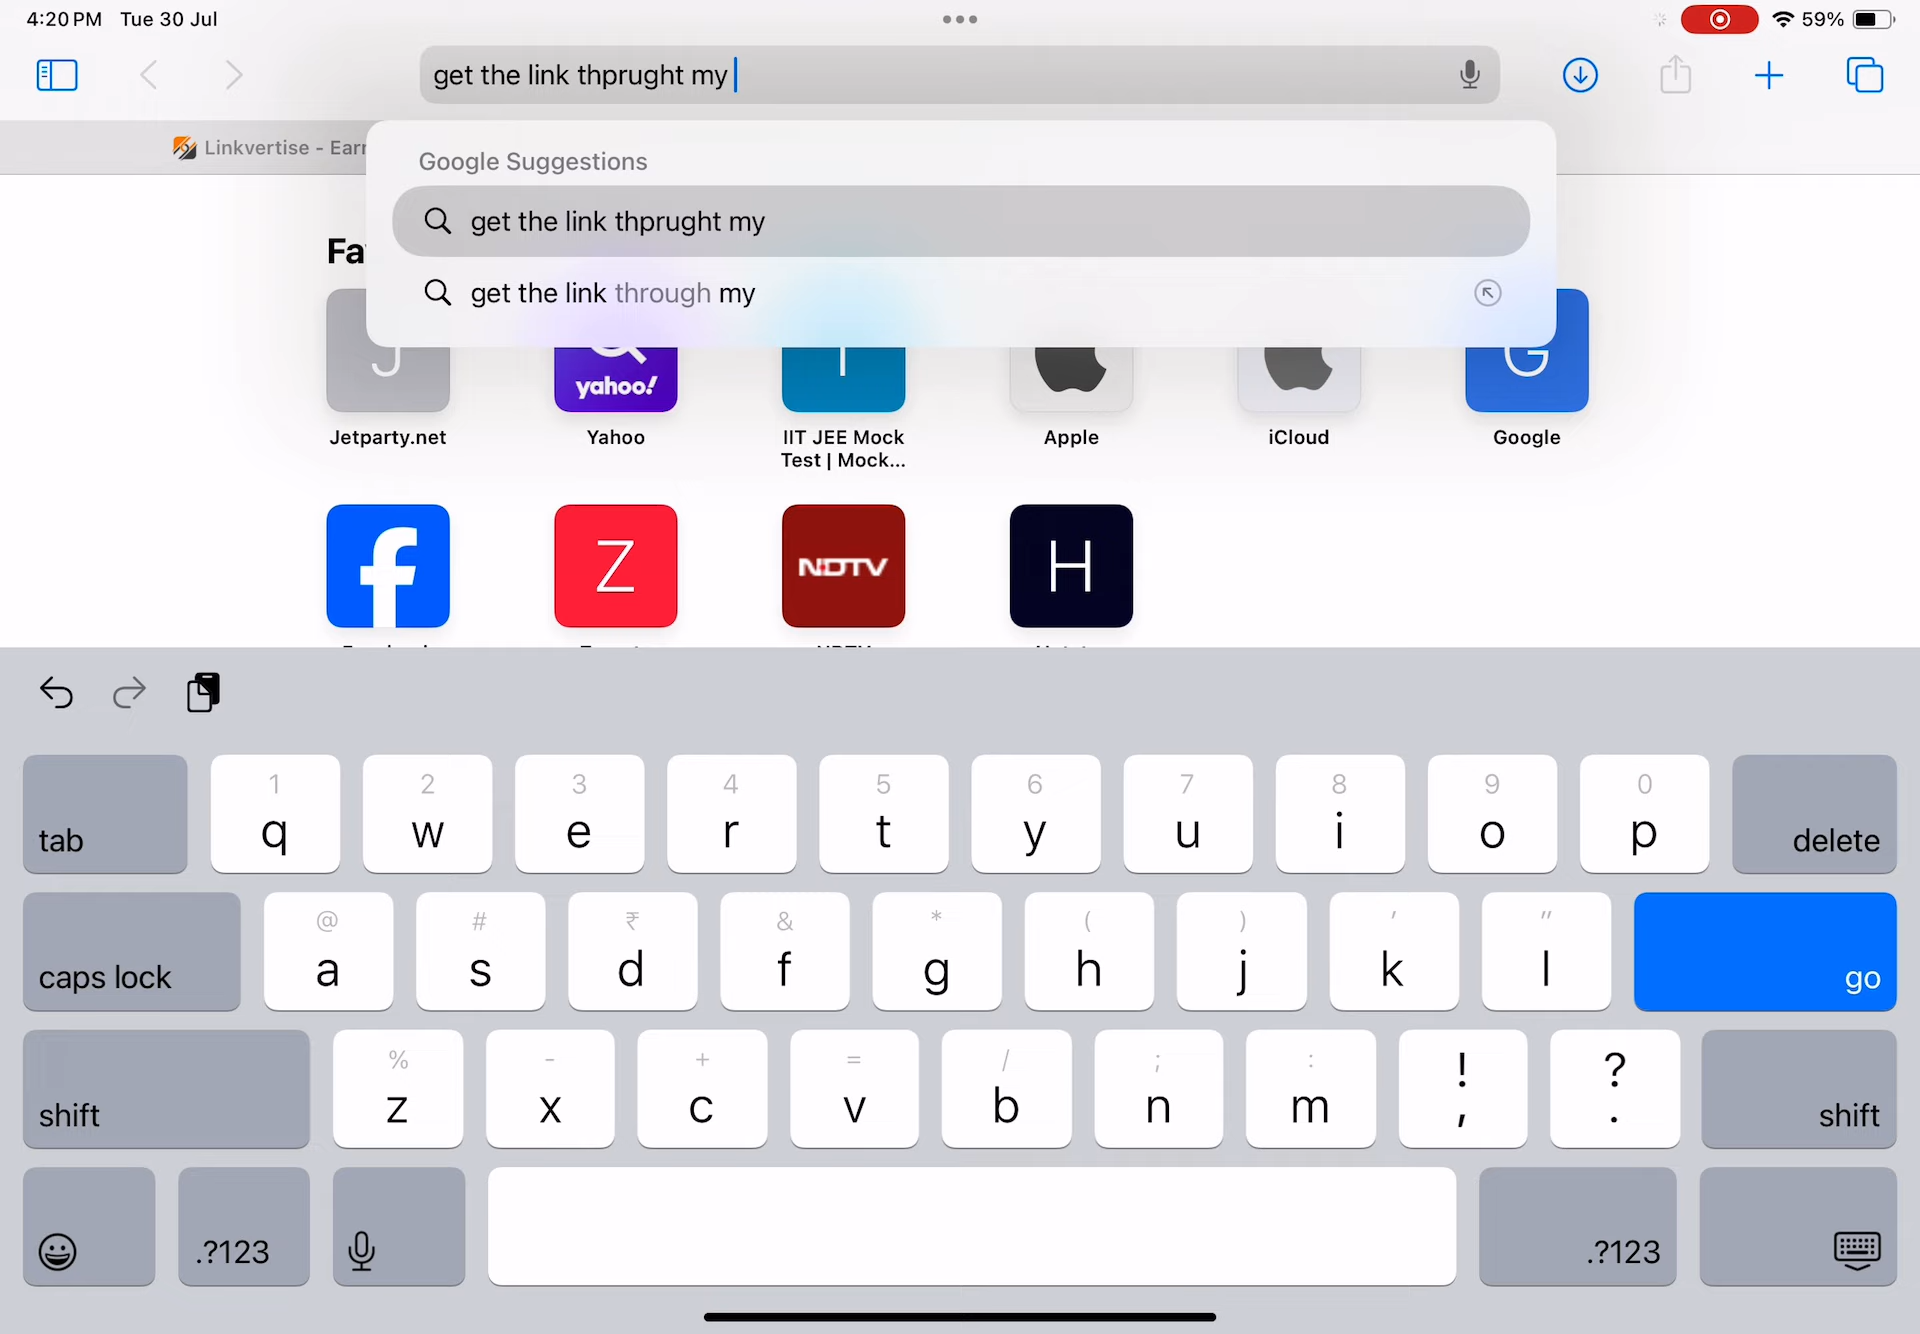 4:20 PM Tue 30 Jul
59%
get the link thprught my
Linkvertise - Earn
Google Suggestions
get the link thprught my
get the link through my
Fa
J
yahoo!
I
G
Jetparty.net
Yahoo
IIT JEE Mock
Test | Mock...
Apple
iCloud
Google
f
Z
NDTV
H
tab
1 2 3 4 5 6 7 8 9 0
q w e r t y u i o p
delete
caps lock
@ # ₹ & * ( ) ' "
a s d f g h j k l
go
shift
% - + = / ; : ! ?
z x c v b n m , .
shift
.?123
.?123